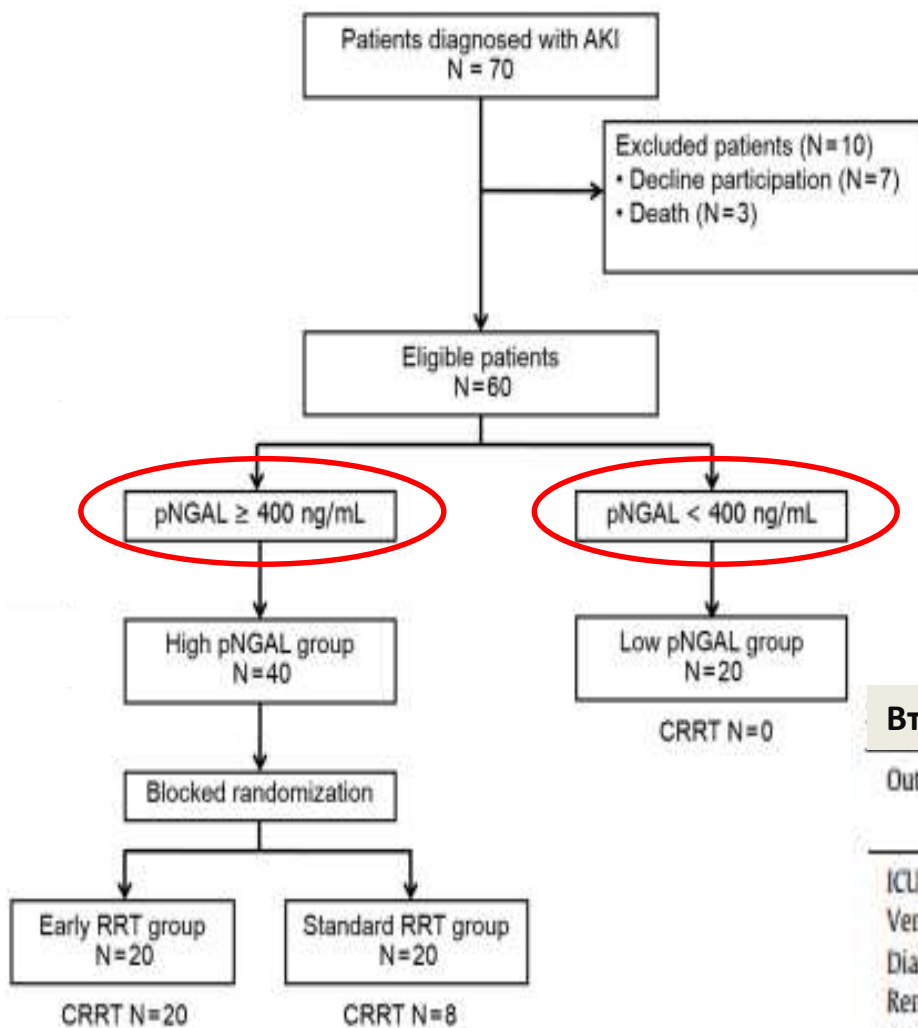 Patients diagnosed with AKI
N = 70
Excluded patients (N=10)
• Decline participation (N=7)
• Death (N=3)
Eligible patients
N=60
pNGAL ≥ 400 ng/mL
pNGAL < 400 ng/mL
High pNGAL group
N=40
Low pNGAL group
N=20
CRRT N=0
Blocked randomization
Early RRT group
N=20
Standard RRT group
N=20
CRRT N=20
CRRT N=8